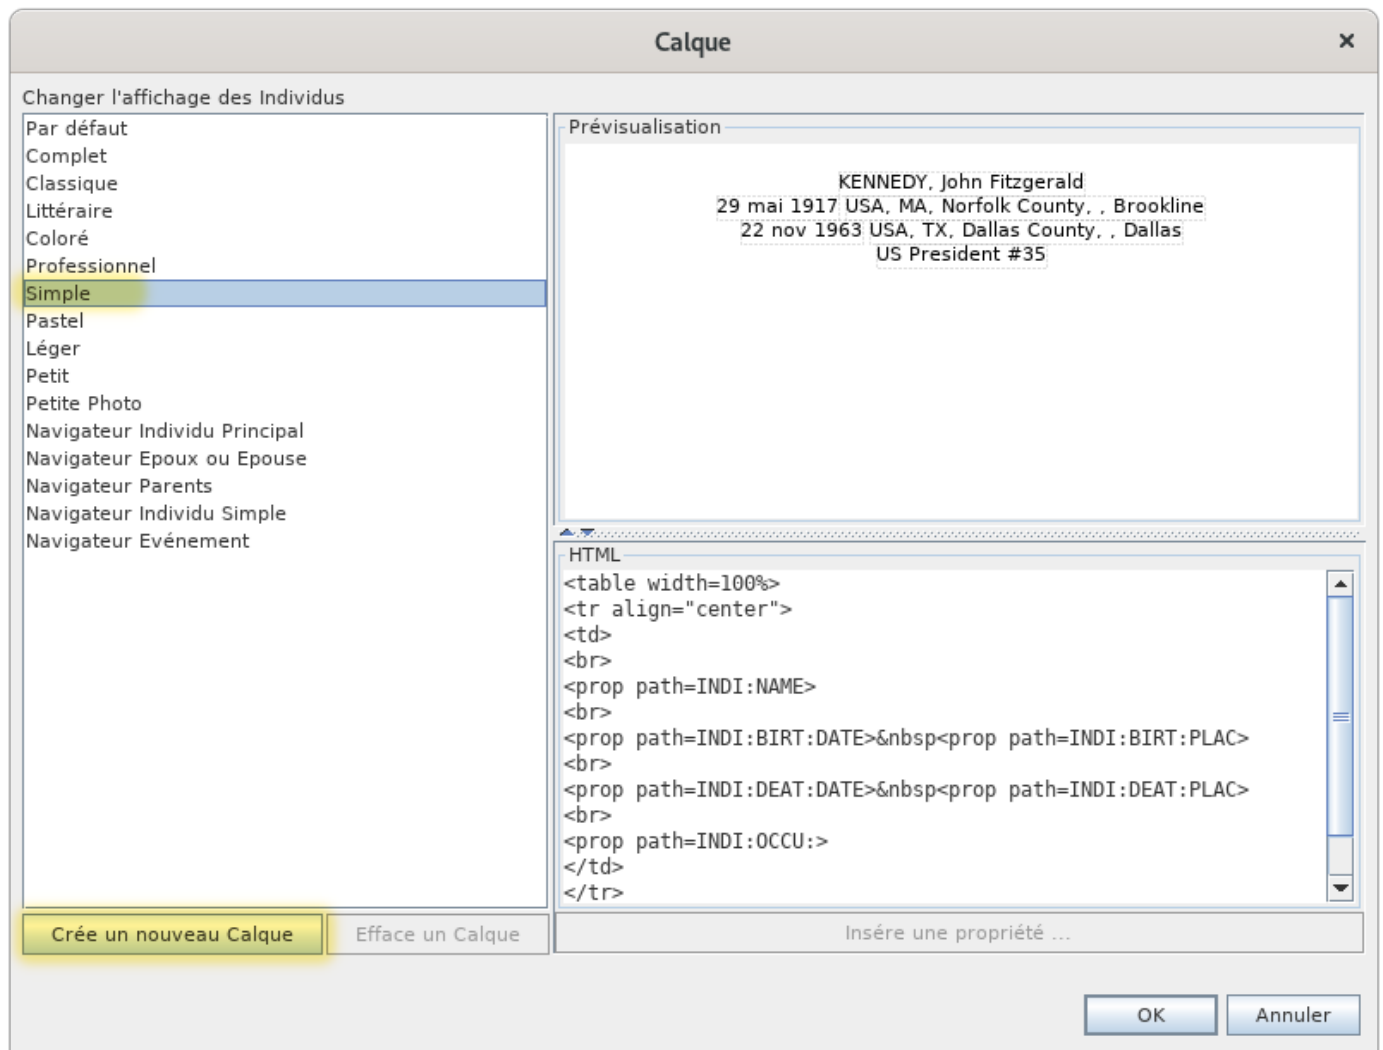 Calque
Changer l'affichage des Individus
Par défaut
Complet
Classique
Littéraire
Coloré
Professionnel
Simple
Pastel
Léger
Petit
Petite Photo
Navigateur Individu Principal
Navigateur Epoux ou Epouse
Navigateur Parents
Navigateur Individu Simple
Navigateur Evénement
Crée un nouveau Calque
Efface un Calque
Prévisualisation
KENNEDY, John Fitzgerald
29 mai 1917 USA, MA, Norfolk County, , Brookline
22 nov 1963 USA, TX, Dallas County, , Dallas
US President #35
HTML
<table width=100%>
<tr align="center">
<td>
<br>
<prop path=INDI:NAME>
<br>
<prop path=INDI:BIRT:DATE>&nbsp<prop path=INDI:BIRT:PLAC>
<br>
<prop path=INDI:DEAT:DATE>&nbsp<prop path=INDI:DEAT:PLAC>
<br>
<prop path=INDI:OCCU:>
</td>
</tr>
Insére une propriété ...
OK
Annuler